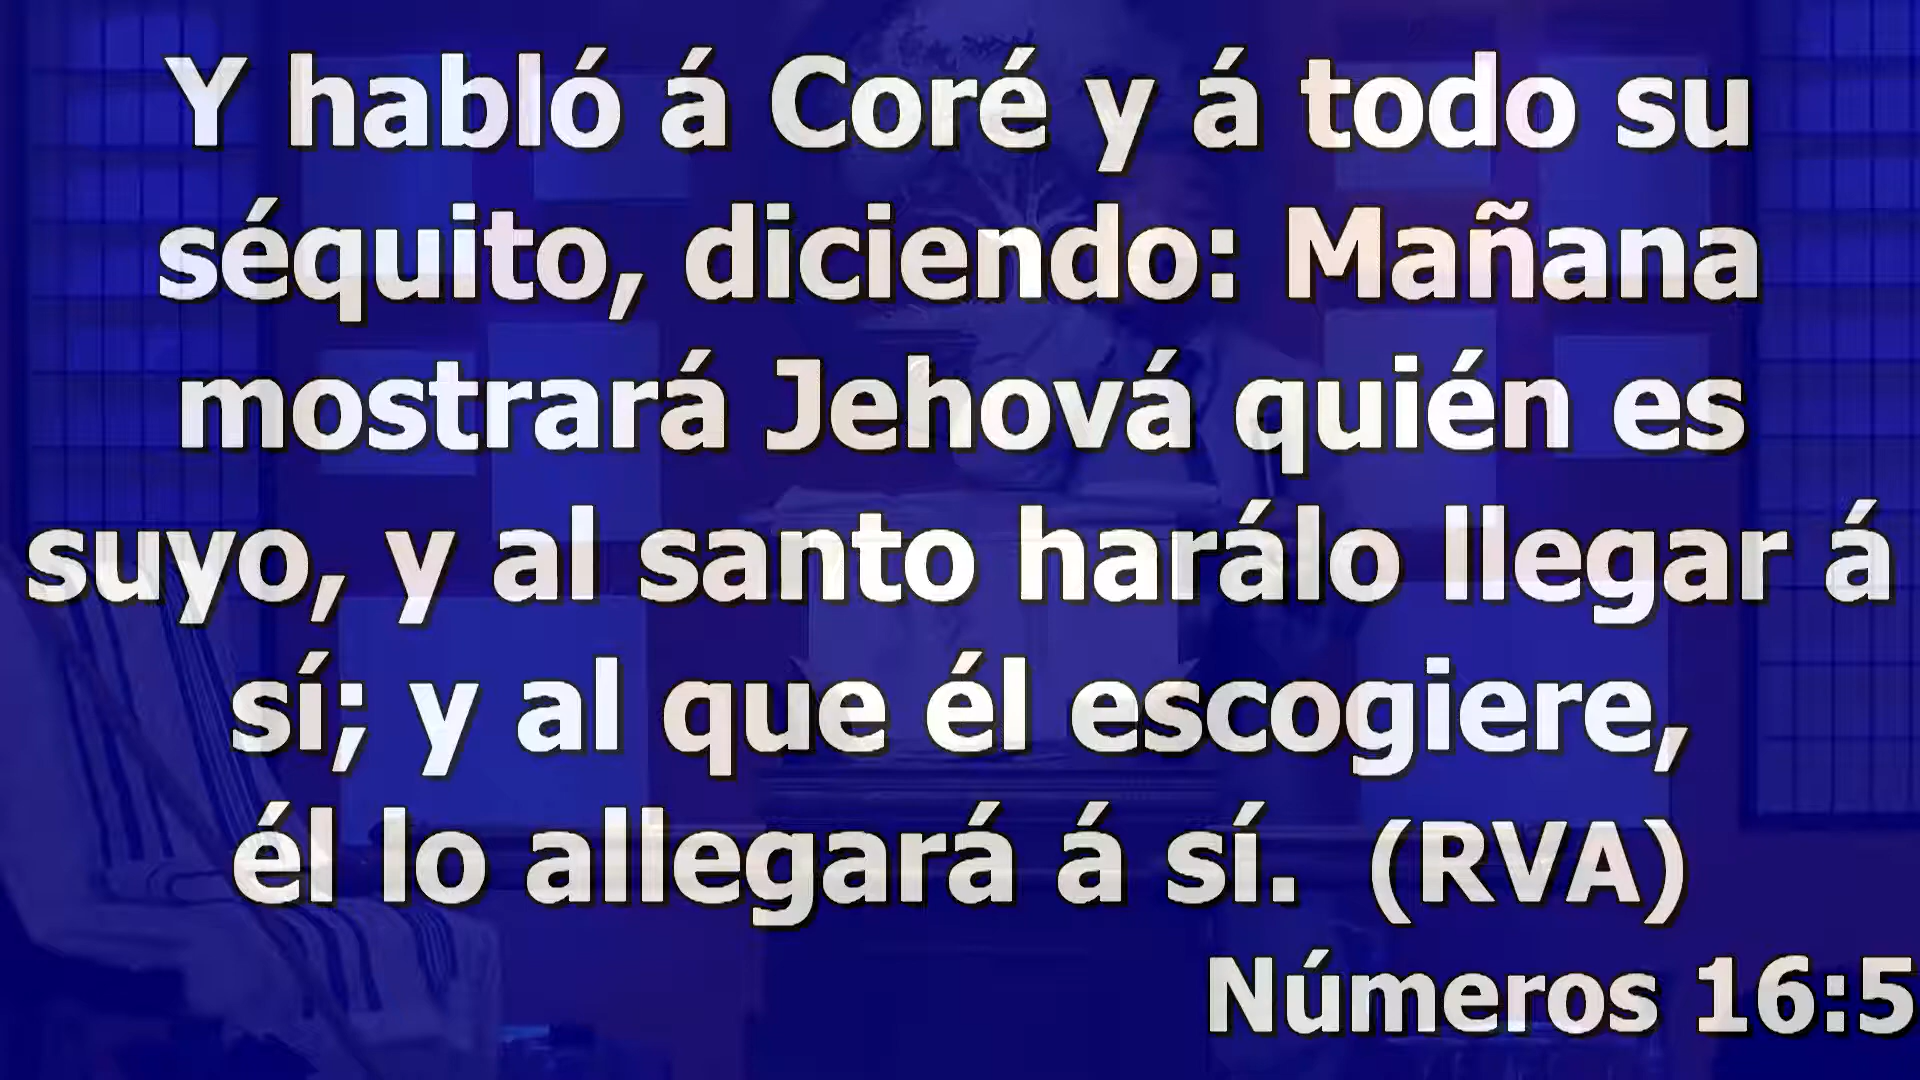 Y habló á Coré y á todo su
séquito, diciendo: Mañana
mostrará Jehová quién es
suyo, y al santo harálo llegar á
sí; y al que él escogiere,
él lo allegará á sí.  (RVA)
Números 16:5